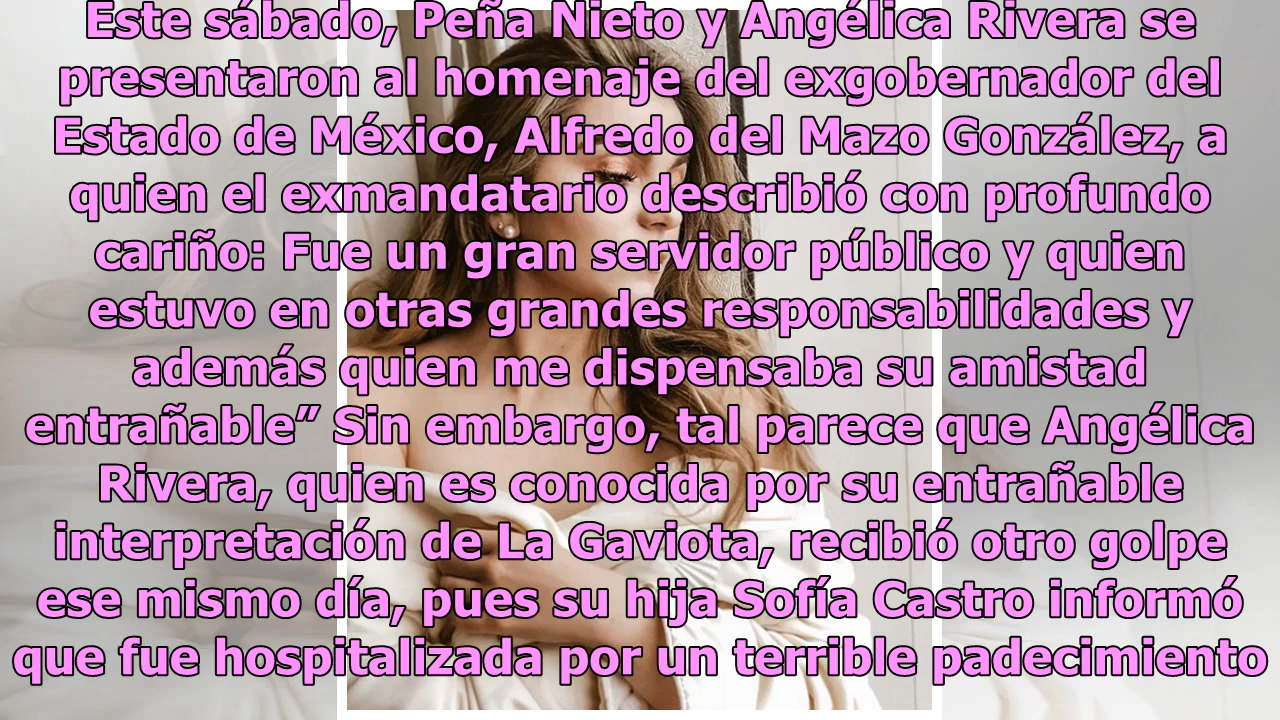 Este sábado, Peña Nieto y Angélica Rivera se
presentaron al homenaje del exgobernador del
Estado de México, Alfredo del Mazo González, a
quien el exmandatario describió con profundo
cariño: Fue un gran servidor público y quien
estuvo en otras grandes responsabilidades y
además quien me dispensaba su amistad
entrañable” Sin embargo, tal parece que Angélica
Rivera, quien es conocida por su entrañable
interpretación de La Gaviota, recibió otro golpe
ese mismo día, pues su hija Sofía Castro informó
que fue hospitalizada por un terrible padecimiento